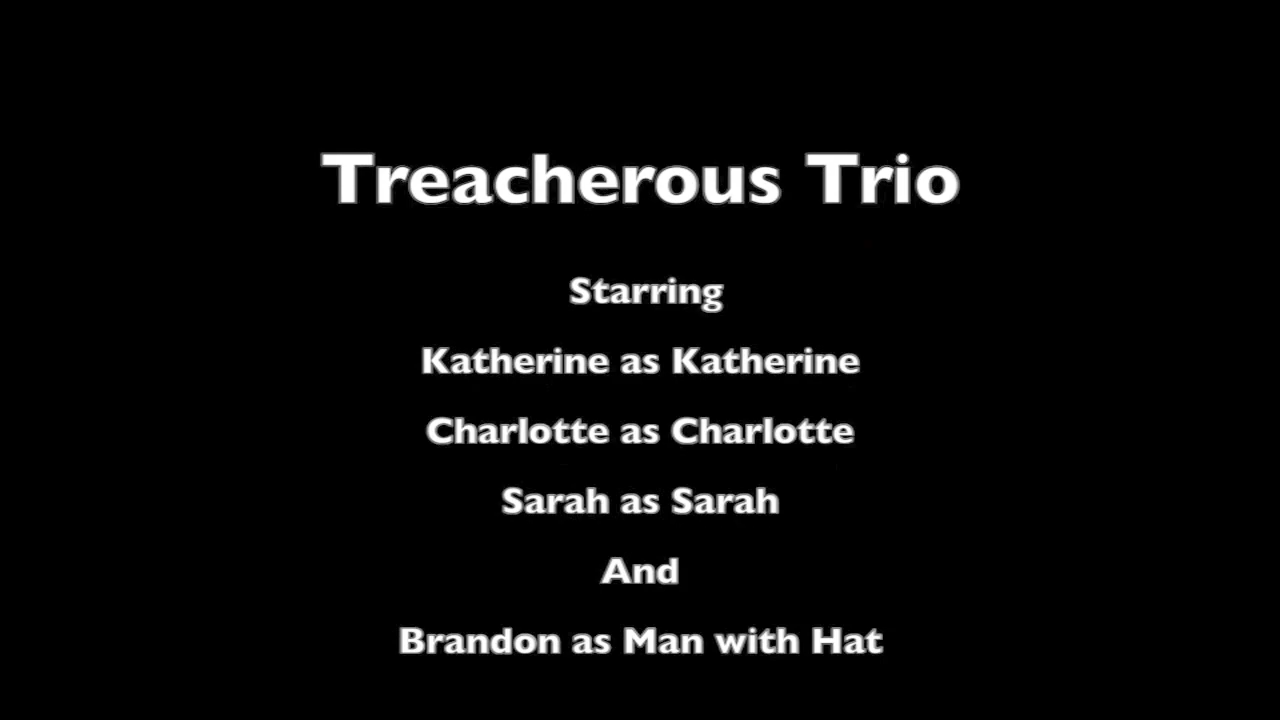 Treacherous Trio
Starring
Katherine as Katherine
Charlotte as Charlotte
Sarah as Sarah
And
Brandon as Man with Hat